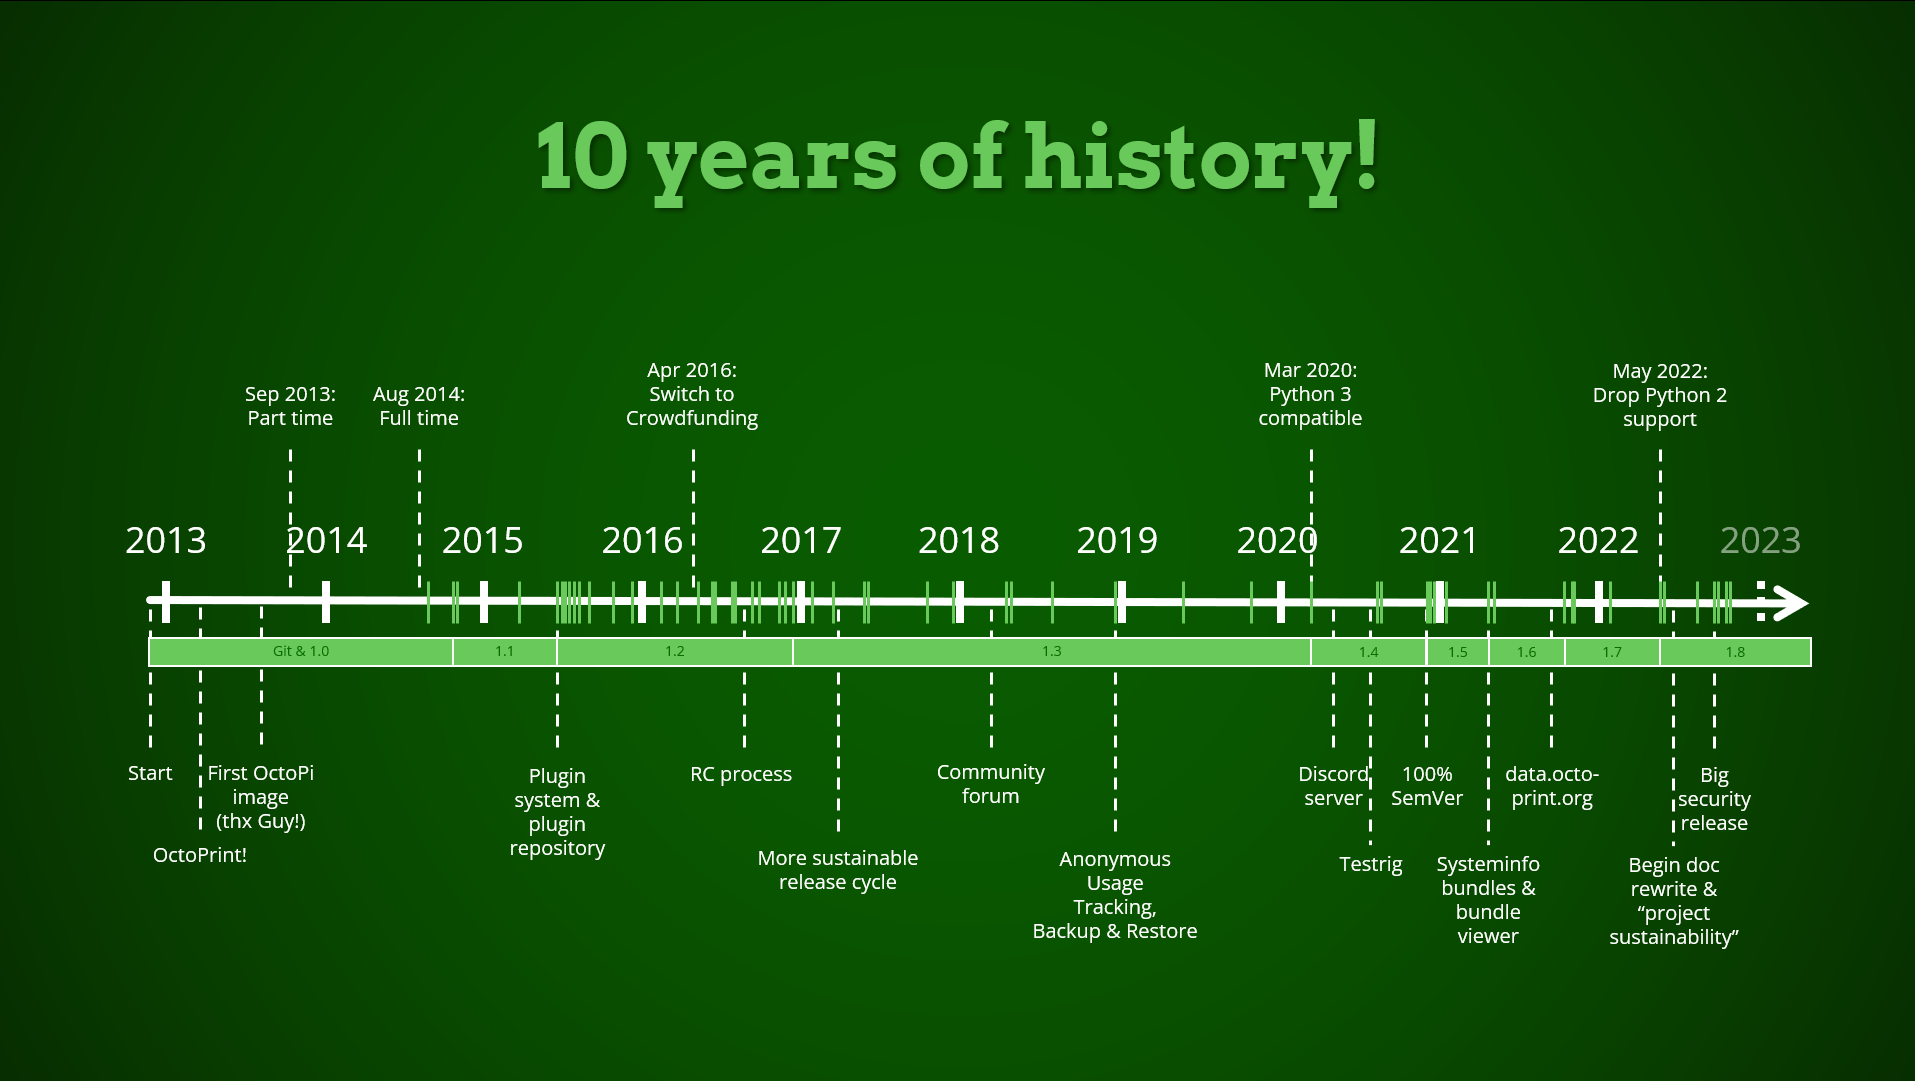 10 years of history!
Sep 2013:
Part time
Aug 2014:
Full time
Apr 2016:
Switch to
Crowdfunding
Mar 2020:
Python 3
compatible
May 2022:
Drop Python 2
support
2013
2014
2015
2016
2017
2018
2019
2020
2021
2022
2023
Git & 1.0
1.1
1.2
1.3
1.4
1.5
1.6
1.7
1.8
Start
OctoPrint!
First OctoPi
image
(thx Guy!)
Plugin
system &
plugin
repository
RC process
More sustainable
release cycle
Community
forum
Anonymous
Usage
Tracking,
Backup & Restore
Discord
server
Testrig
100%
SemVer
Systeminfo
bundles &
bundle
viewer
data.octo-
print.org
Begin doc
rewrite &
“project
sustainability”
Big
security
release